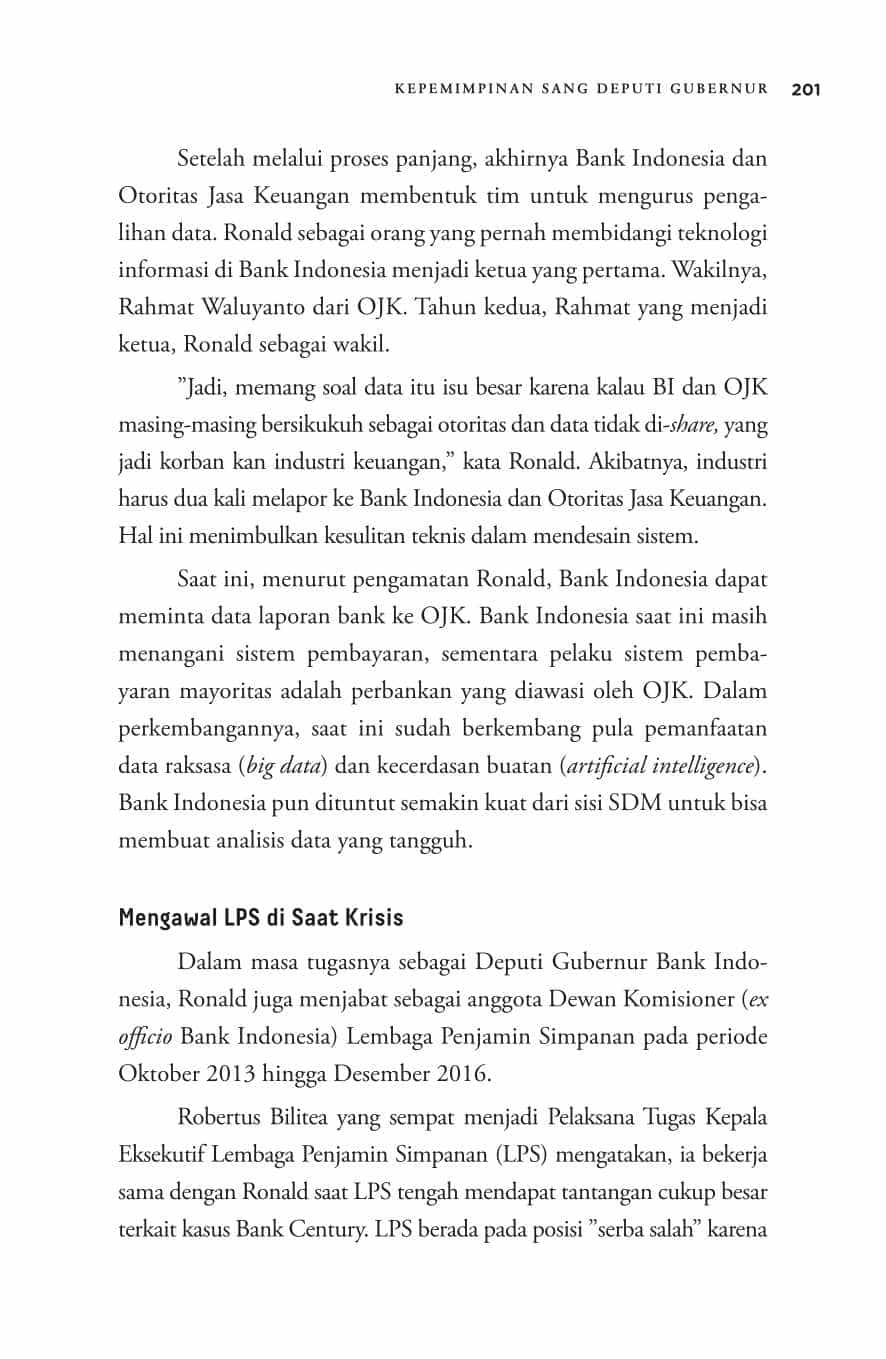 KEPEMIMPINAN SANG DEPUTI GUBERNUR 201
Setelah melalui proses panjang, akhirnya Bank Indonesia dan
Otoritas Jasa Keuangan membentuk tim untuk mengurus penga-
lihan data. Ronald sebagai orang yang pernah membidangi teknologi
informasi di Bank Indonesia menjadi ketua yang pertama. Wakilnya,
Rahmat Waluyanto dari OJK. Tahun kedua, Rahmat yang menjadi
ketua, Ronald sebagai wakil.
”Jadi, memang soal data itu isu besar karena kalau BI dan OJK
masing-masing bersikukuh sebagai otoritas dan data tidak di-share, yang
jadi korban kan industri keuangan,” kata Ronald. Akibatnya, industri
harus dua kali melapor ke Bank Indonesia dan Otoritas Jasa Keuangan.
Hal ini menimbulkan kesulitan teknis dalam mendesain sistem.
Saat ini, menurut pengamatan Ronald, Bank Indonesia dapat
meminta data laporan bank ke OJK. Bank Indonesia saat ini masih
menangani sistem pembayaran, sementara pelaku sistem pemba-
yaran mayoritas adalah perbankan yang diawasi oleh OJK. Dalam
perkembangannya, saat ini sudah berkembang pula pemanfaatan
data raksasa (big data) dan kecerdasan buatan (artificial intelligence).
Bank Indonesia pun dituntut semakin kuat dari sisi SDM untuk bisa
membuat analisis data yang tangguh.
Mengawal LPS di Saat Krisis
Dalam masa tugasnya sebagai Deputi Gubernur Bank Indo-
nesia, Ronald juga menjabat sebagai anggota Dewan Komisioner (ex
officio Bank Indonesia) Lembaga Penjamin Simpanan pada periode
Oktober 2013 hingga Desember 2016.
Robertus Bilitea yang sempat menjadi Pelaksana Tugas Kepala
Eksekutif Lembaga Penjamin Simpanan (LPS) mengatakan, ia bekerja
sama dengan Ronald saat LPS tengah mendapat tantangan cukup besar
terkait kasus Bank Century. LPS berada pada posisi ”serba salah” karena